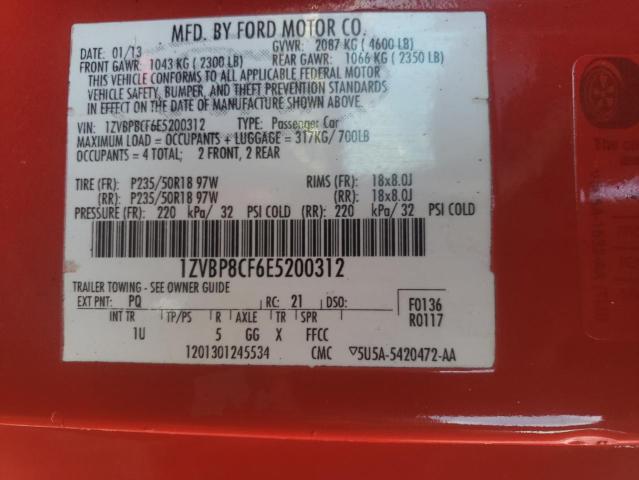 MFD. BY FORD MOTOR CO.
DATE: 01/13 GVWR: 2087 KG ( 4600 LB)
FRONT GAWR: 1043 KG ( 2300 LB) REAR GAWR: 1066 KG ( 2350 LB)
THIS VEHICLE CONFORMS TO ALL APPLICABLE FEDERAL MOTOR
VEHICLE SAFETY, BUMPER, AND THEFT PREVENTION STANDARDS
IN EFFECT ON THE DATE OF MANUFACTURE SHOWN ABOVE.
VIN: 1ZVBP8CF6E5200312 TYPE: Passenger Car
MAXIMUM LOAD = OCCUPANTS + LUGGAGE = 317KG/ 700LB
OCCUPANTS = 4 TOTAL; 2 FRONT, 2 REAR
TIRE (FR): P235/50R18 97W RIMS (FR): 18x8.0J
(RR): P235/50R18 97W (RR): 18x8.0J
PRESSURE (FR): 220 kPa/ 32 PSI COLD (RR): 220 kPa/ 32 PSI COLD
1ZVBP8CF6E5200312
TRAILER TOWING - SEE OWNER GUIDE
EXT PNT: PQ RC: 21 DSO: F0136
INT TR TP/PS R AXLE TR SPR R0117
1U 5 GG X FFCC
1201301245534 CMC ▽5U5A-5420472-AA